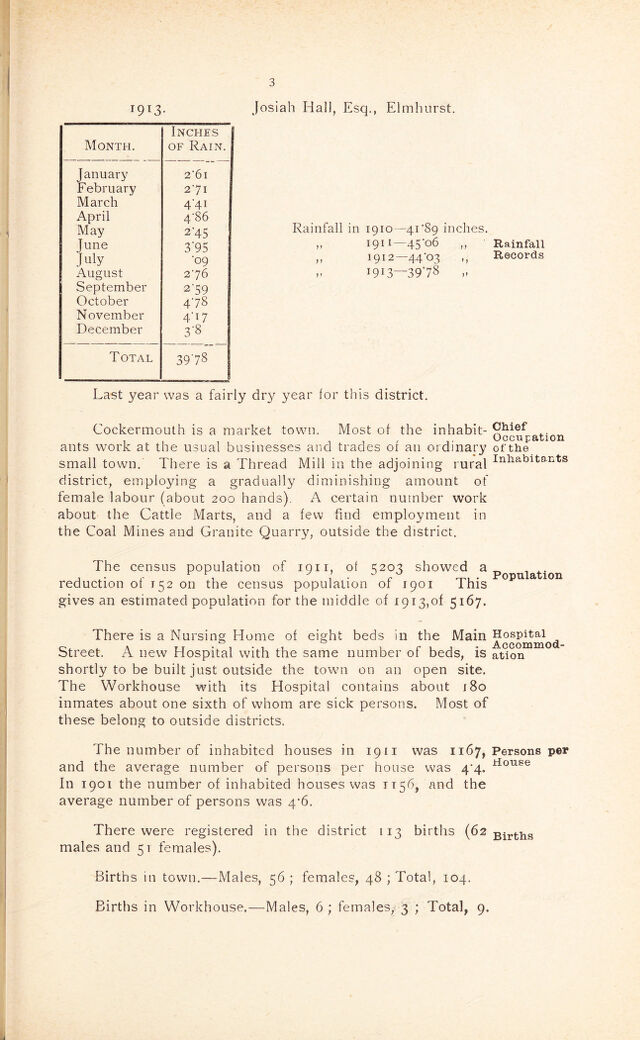 3
1913. Josiah Hall, Esq., Elmhurst.
MONTH. INCHES OF RAIN.
January 2·61
February 2·71
March 4·41
April 4·86
May 2·45
June 3·95
July ·09
August 2·76
September 2·59
October 4·78
November 4·17
December 3·8
TOTAL 39·78
Rainfall in 1910—41·89 inches.
„ 1911—45·06 „
„ 1912—44·03 „
„ 1913—39·78 „
Rainfall
Records
Last year was a fairly dry year for this district.
Cockermouth is a market town. Most of the inhabit-
ants work at the usual businesses and trades of an ordinary
small town. There is a Thread Mill in the adjoining rural
district, employing a gradually diminishing amount of
female labour (about 200 hands). A certain number work
about the Cattle Marts, and a few find employment in
the Coal Mines and Granite Quarry, outside the district.
Chief
Occupation
of the
Inhabitants
The census population of 1911, of 5203 showed a
reduction of 152 on the census population of 1901 This
gives an estimated population for the middle of 1913,of 5167.
Population
There is a Nursing Home of eight beds in the Main
Street. A new Hospital with the same number of beds, is
shortly to be built just outside the town on an open site.
The Workhouse with its Hospital contains about 180
inmates about one sixth of whom are sick persons. Most of
these belong to outside districts.
Hospital
Accommod-
ation
The number of inhabited houses in 1911 was 1167,
and the average number of persons per house was 4·4.
In 1901 the number of inhabited houses was 1156, and the
average number of persons was 4·6.
Persons per
House
There were registered in the district 113 births (62
males and 51 females).
Births
Births in town.—Males, 56 ; females, 48 ; Total, 104.
Births in Workhouse.—Males, 6 ; females, 3 ; Total, 9.